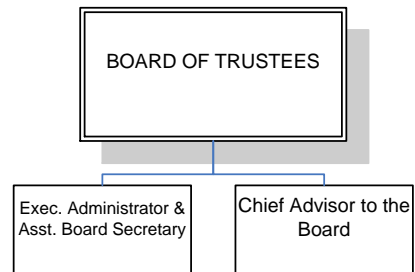 BOARD OF TRUSTEES
Exec. Administrator &
Asst. Board Secretary
Chief Advisor to the
Board